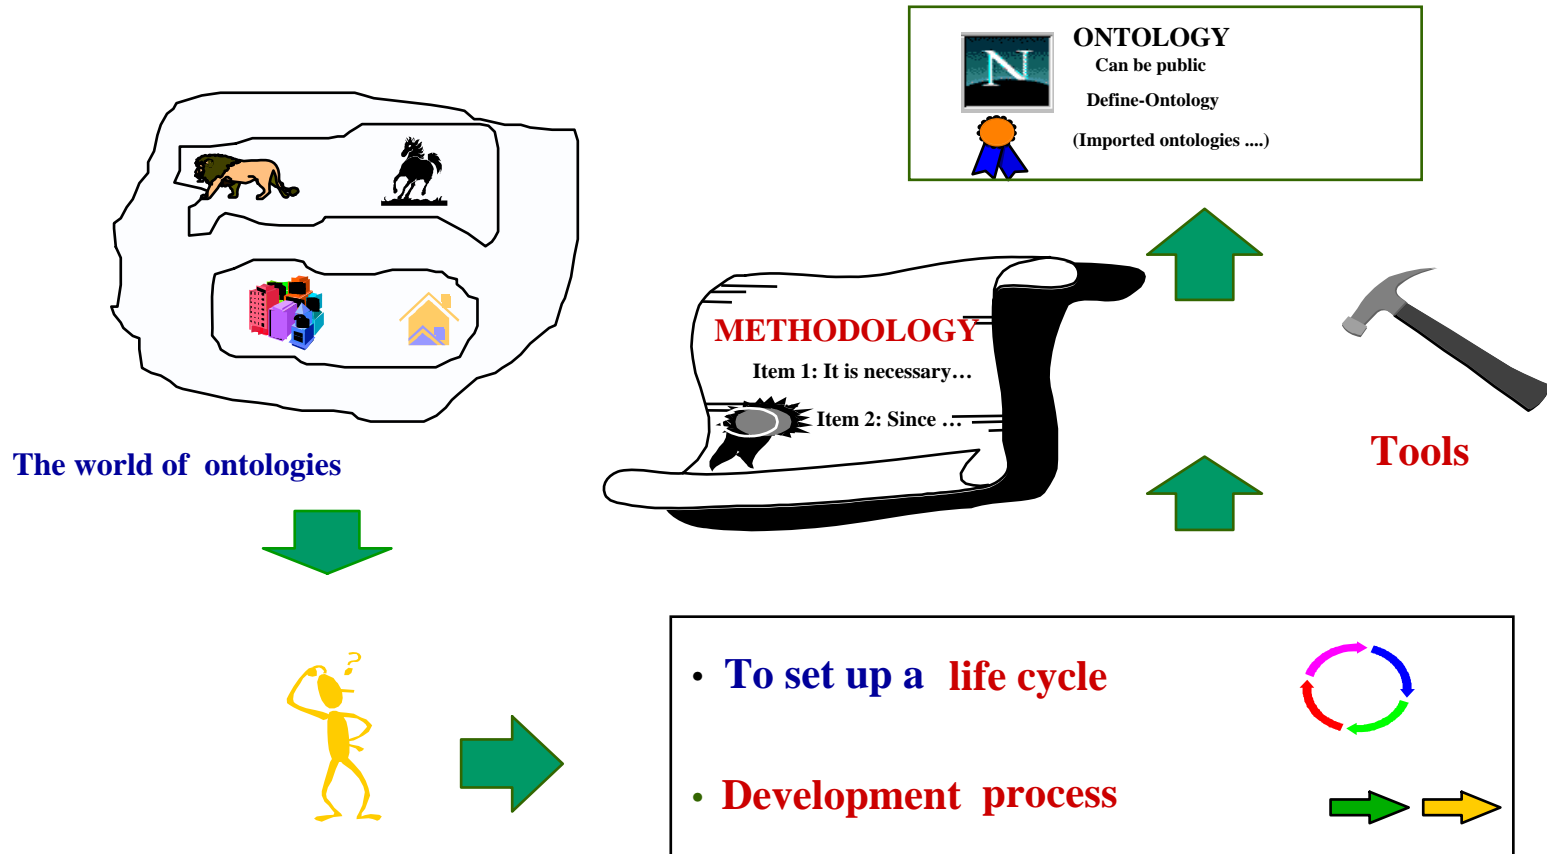 ONTOLOGY
Can be public
Define-Ontology
(Imported ontologies ....)
N
METHODOLOGY
Item 1: It is necessary…
Item 2: Since …
The world of ontologies
Tools
?
• To set up a life cycle
• Development process